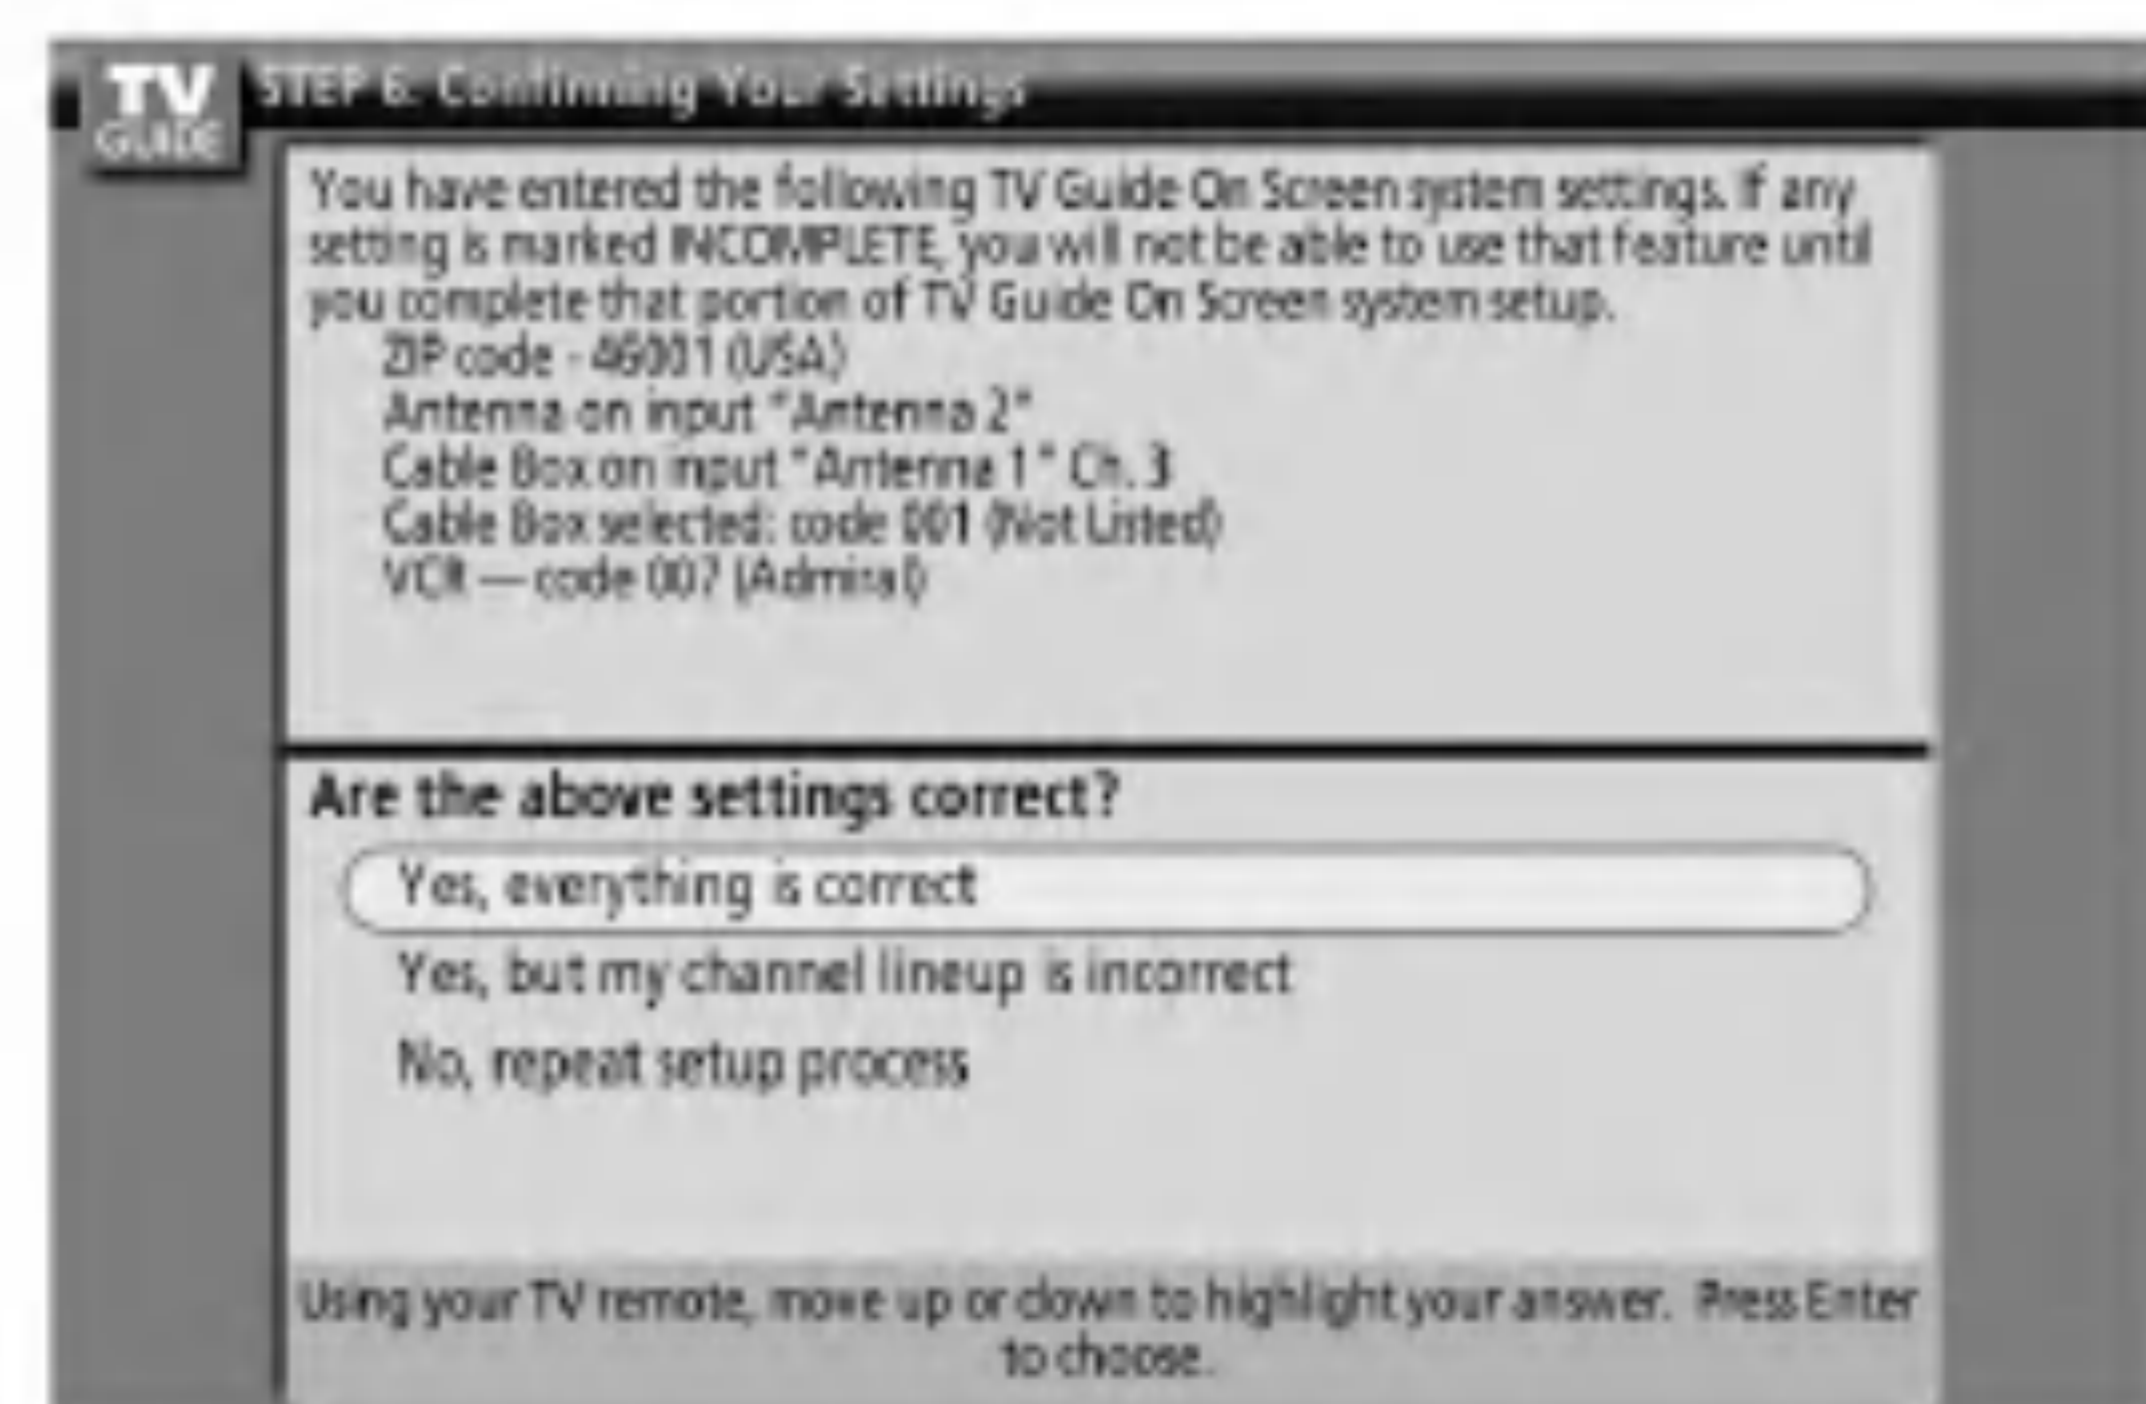 TV
GUIDE
STEP 6: Confirming Your Settings
You have entered the following TV Guide On Screen system settings. If any
setting is marked INCOMPLETE, you will not be able to use that feature until
you complete that portion of TV Guide On Screen system setup.
ZIP code - 46001 (USA)
Antenna on input "Antenna 2"
Cable Box on input "Antenna 1" Ch. 3
Cable Box selected: code 001 (Not Listed)
VCR — code 007 (Admiral)
Are the above settings correct?
Yes, everything is correct
Yes, but my channel lineup is incorrect
No, repeat setup process
Using your TV remote, move up or down to highlight your answer. Press Enter
to choose.